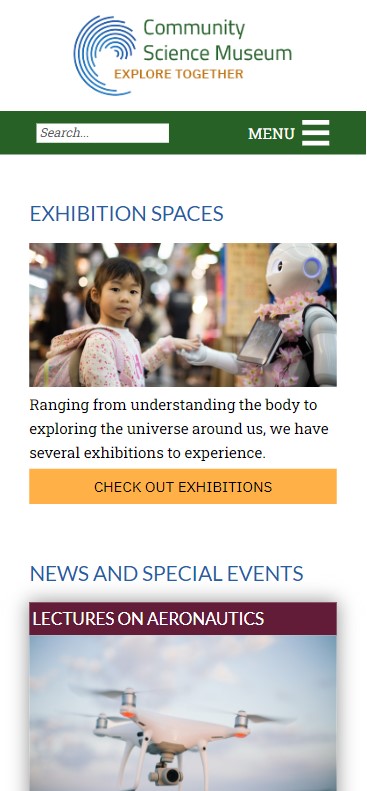 Community
Science Museum
EXPLORE TOGETHER
Search...
MENU
EXHIBITION SPACES
Ranging from understanding the body to
exploring the universe around us, we have
several exhibitions to experience.
CHECK OUT EXHIBITIONS
NEWS AND SPECIAL EVENTS
LECTURES ON AERONAUTICS